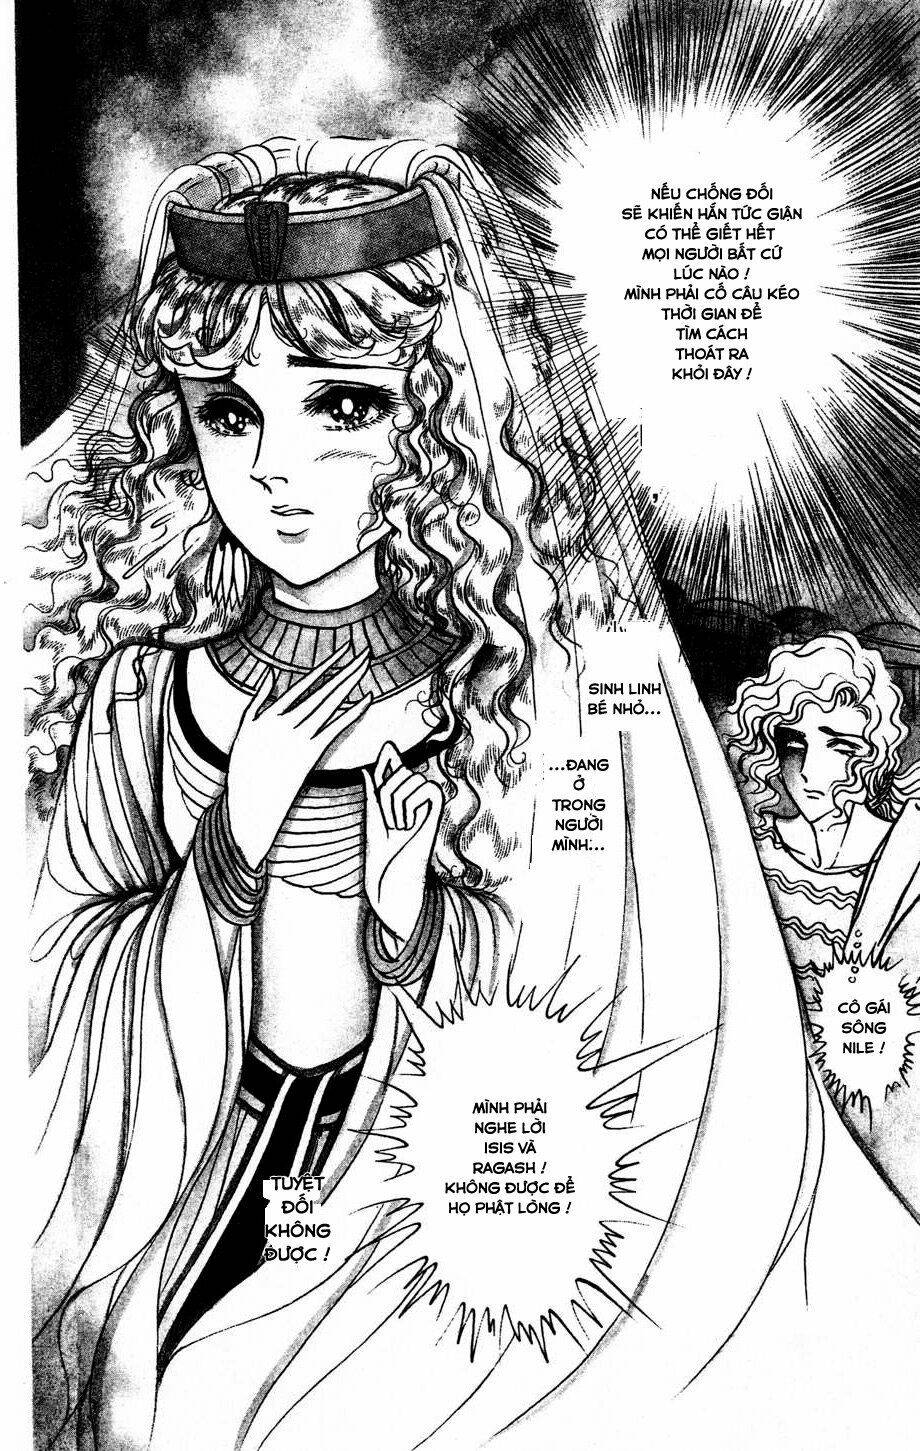 NẾU CHỐNG ĐỐI
SẼ KHIẾN HẮN TỨC GIẬN
CÓ THỂ GIẾT HẾT
MỌI NGƯỜI BẤT CỨ
LÚC NÀO !
MÌNH PHẢI CỐ CÂU KÉO
THỜI GIAN ĐỂ
TÌM CÁCH
THOÁT RA
KHỎI ĐÂY !
SINH LINH
BÉ NHỎ...
...ĐANG
Ở
TRONG
NGƯỜI
MÌNH...
CÔ GÁI
SÔNG
NILE !
MÌNH PHẢI
NGHE LỜI
ISIS VÀ
RAGASH !
KHÔNG ĐƯỢC ĐỂ
HỌ PHẬT LÒNG !
TUYỆT
ĐỐI
KHÔNG
ĐƯỢC !